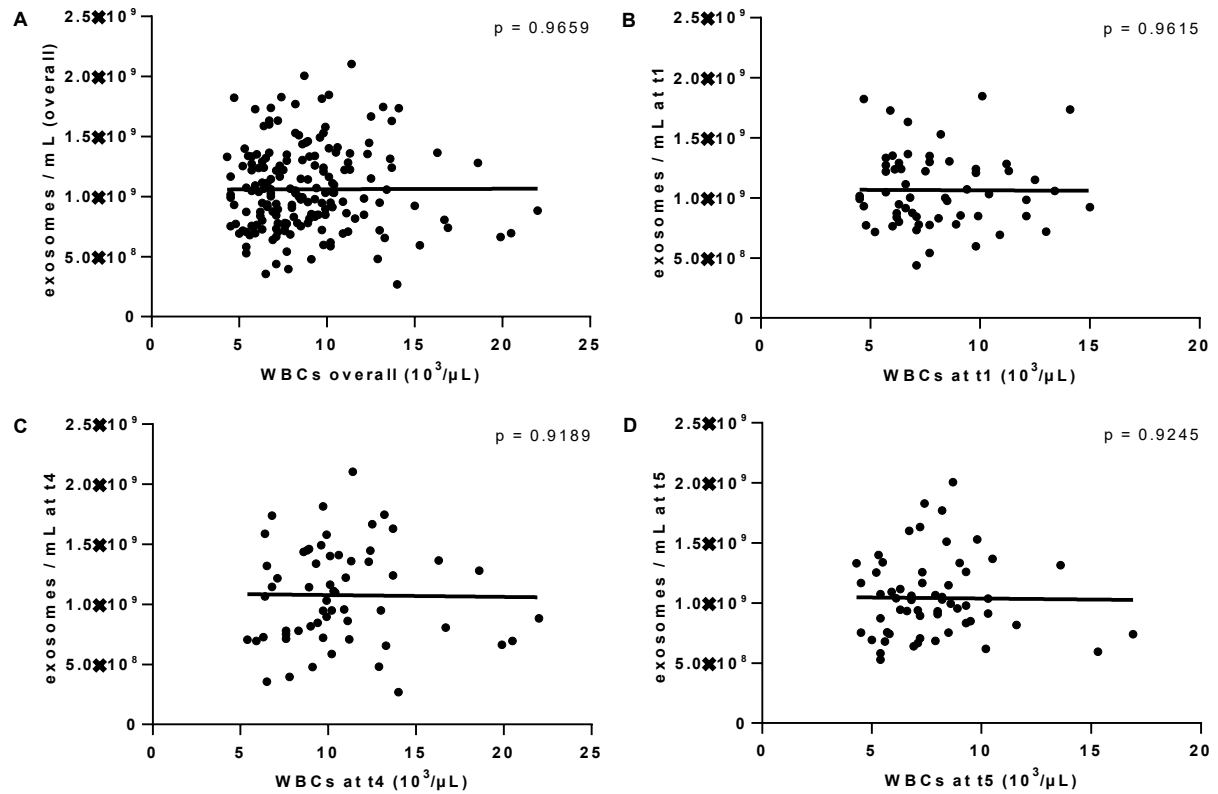 A
p = 0.9659
exosomes / mL (overall)
2.5✖10⁹
2.0✖10⁹
1.5✖10⁹
1.0✖10⁹
5.0✖10⁸
0
0 5 10 15 20 25
WBCs overall (10³/µL)
B
p = 0.9615
exosomes / mL at t1
2.5✖10⁹
2.0✖10⁹
1.5✖10⁹
1.0✖10⁹
5.0✖10⁸
0
0 5 10 15 20
WBCs at t1 (10³/µL)
C
p = 0.9189
exosomes / mL at t4
2.5✖10⁹
2.0✖10⁹
1.5✖10⁹
1.0✖10⁹
5.0✖10⁸
0
0 5 10 15 20 25
WBCs at t4 (10³/µL)
D
p = 0.9245
exosomes / mL at t5
2.5✖10⁹
2.0✖10⁹
1.5✖10⁹
1.0✖10⁹
5.0✖10⁸
0
0 5 10 15 20
WBCs at t5 (10³/µL)